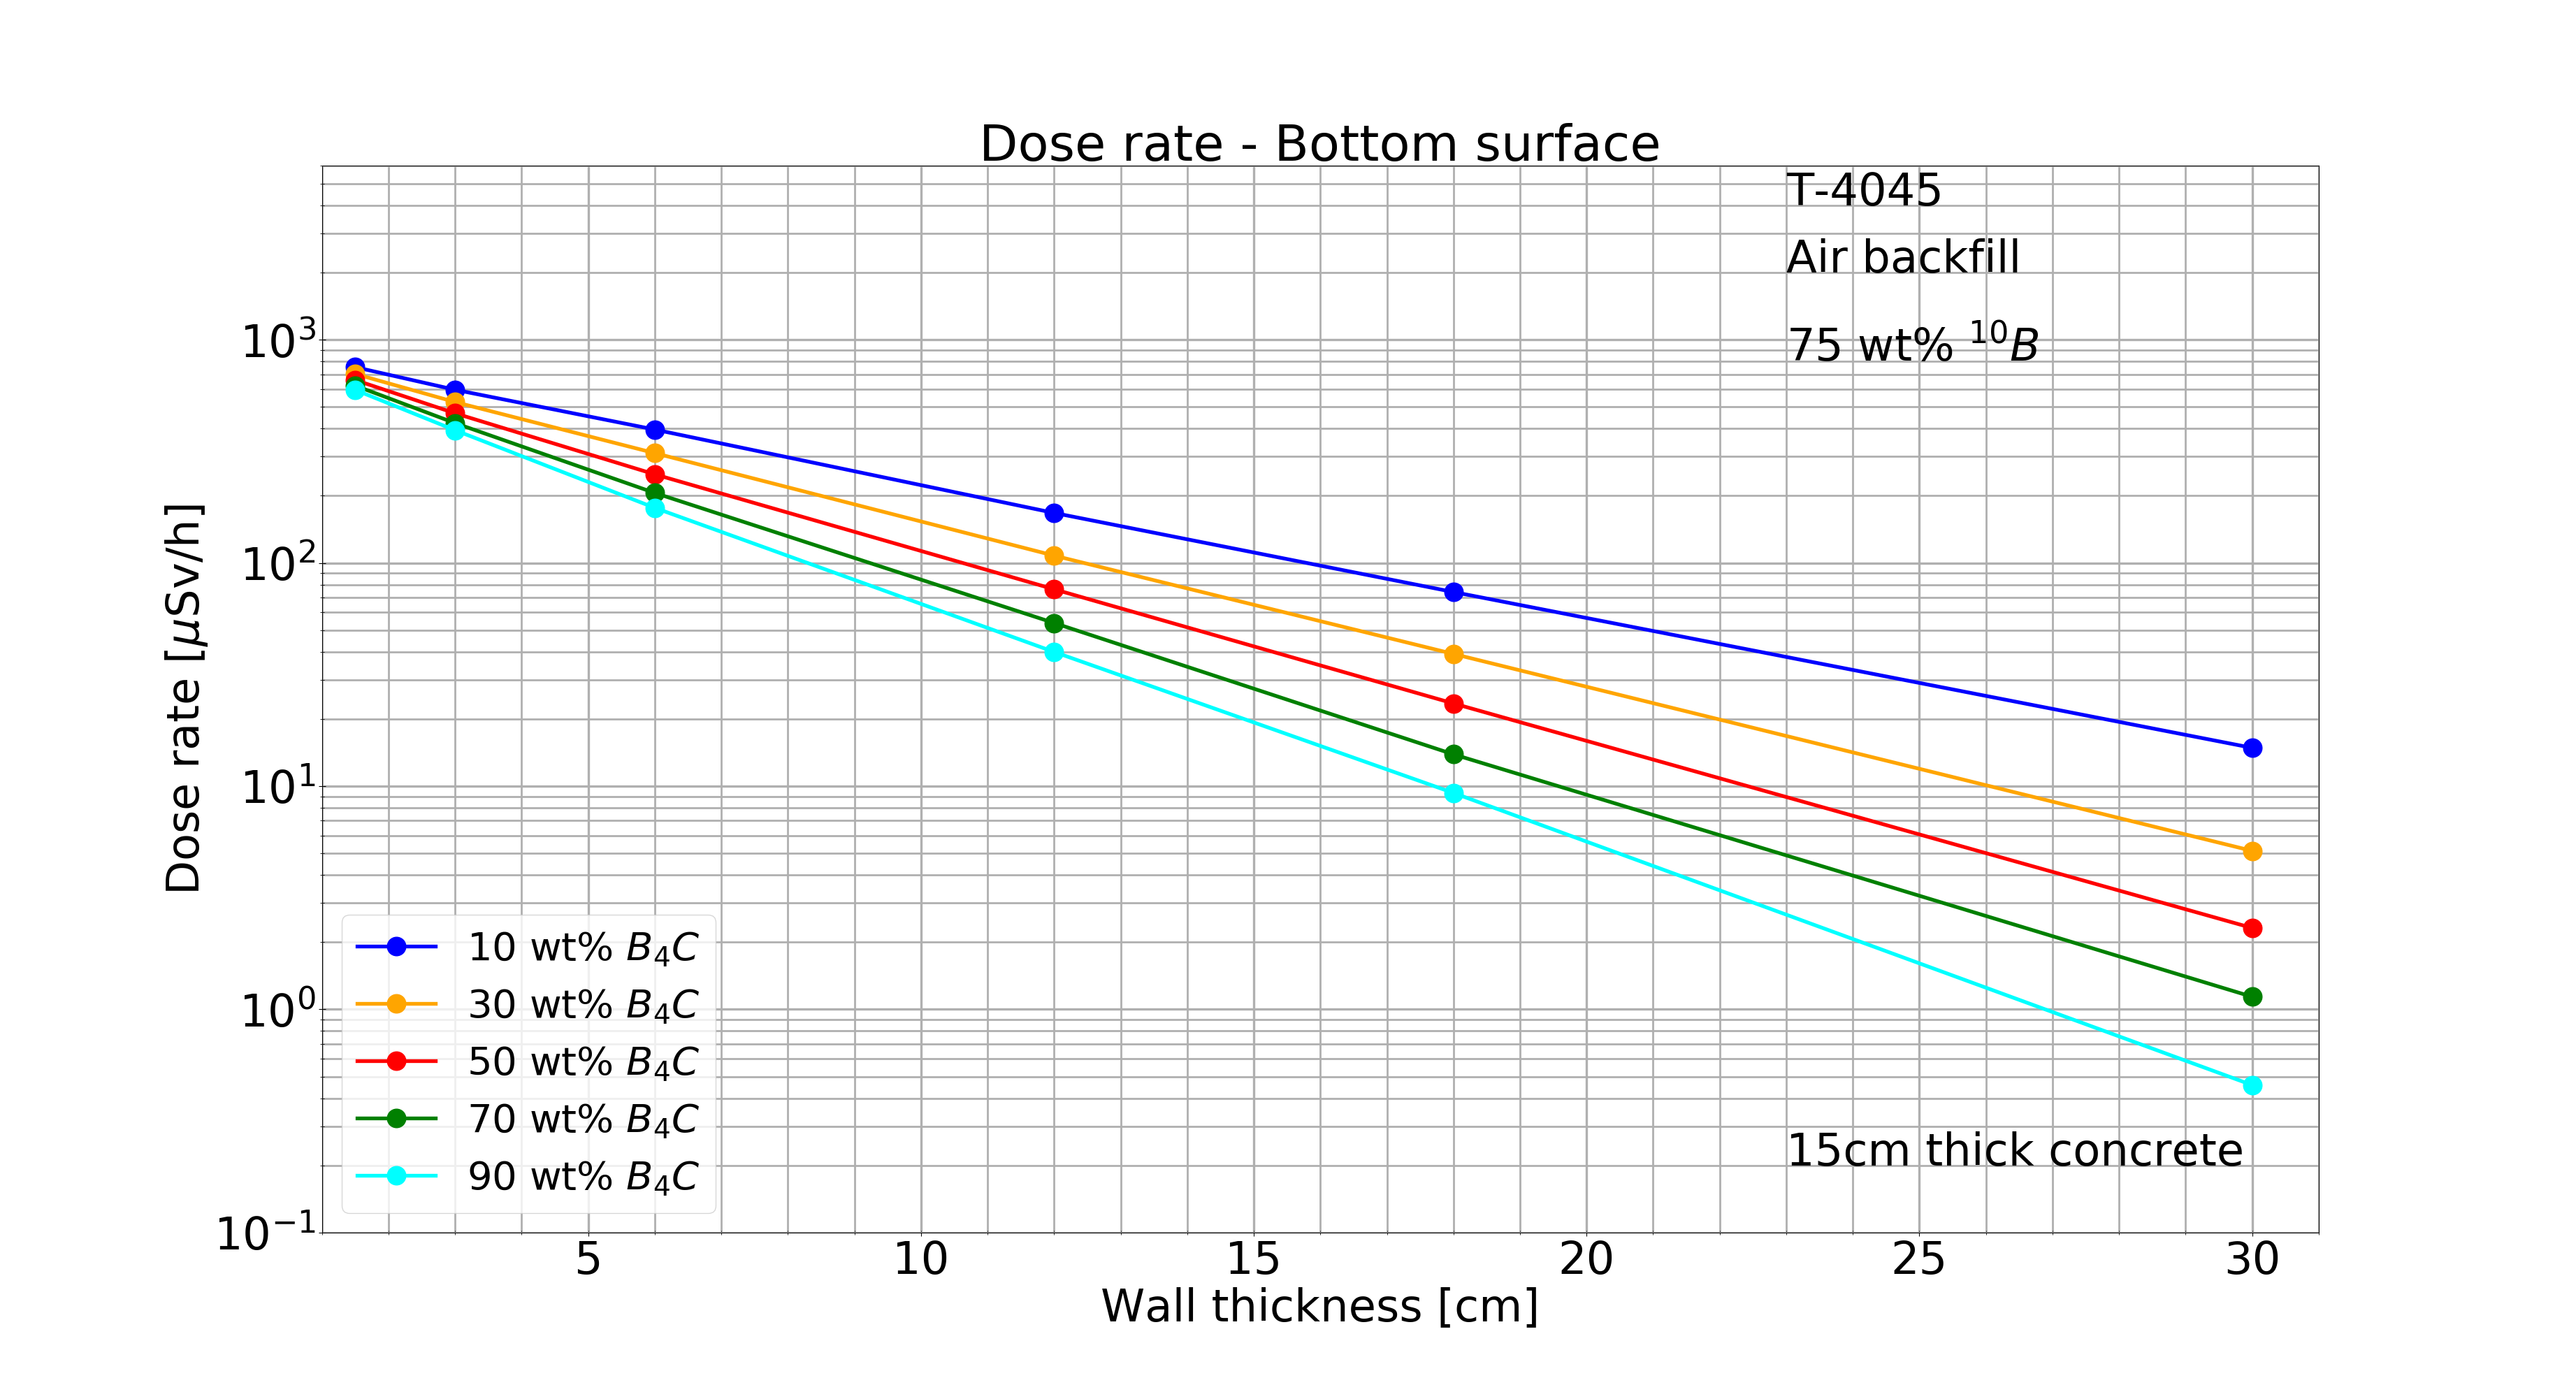 Dose rate - Bottom surface
T-4045
Air backfill
75 wt% ¹⁰B
10³
10²
10¹
10⁰
10⁻¹
Dose rate [μSv/h]
10 wt% B₄C
30 wt% B₄C
50 wt% B₄C
70 wt% B₄C
90 wt% B₄C
15cm thick concrete
5 10 15 20 25 30
Wall thickness [cm]